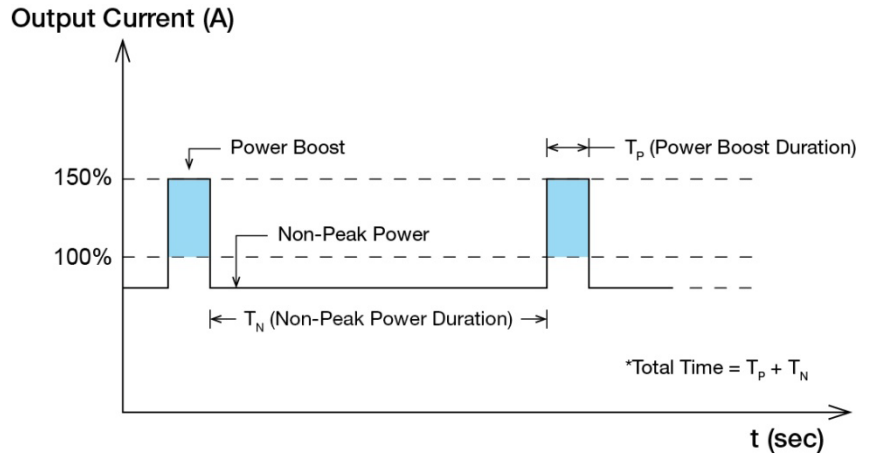 Output Current (A)
Power Boost
T_P (Power Boost Duration)
150%
Non-Peak Power
100%
T_N (Non-Peak Power Duration)
*Total Time = T_P + T_N
t (sec)